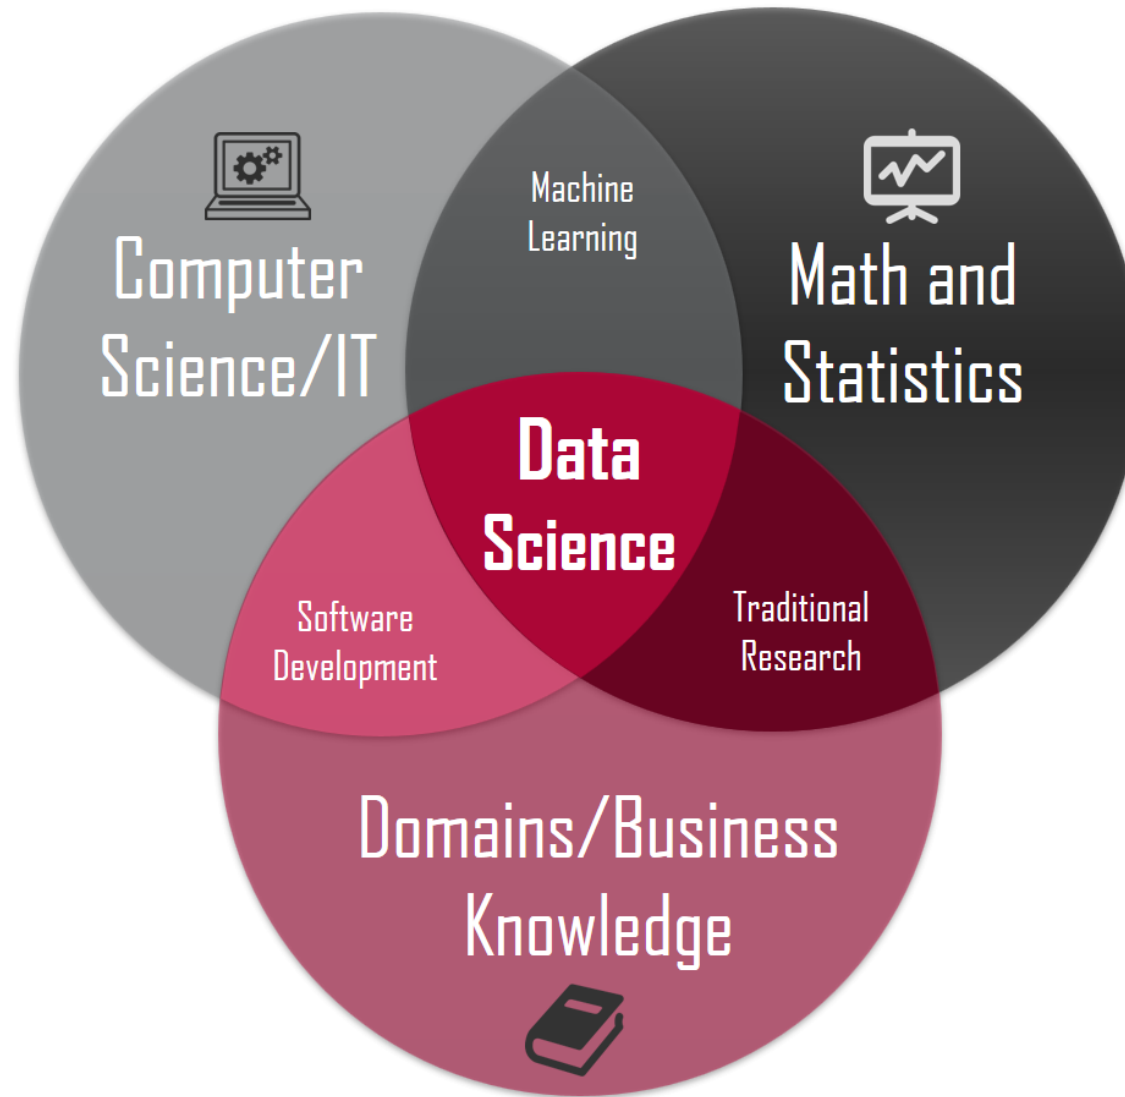 Machine
Learning
Computer
Science/IT
Math and
Statistics
Data
Science
Software
Development
Traditional
Research
Domains/Business
Knowledge